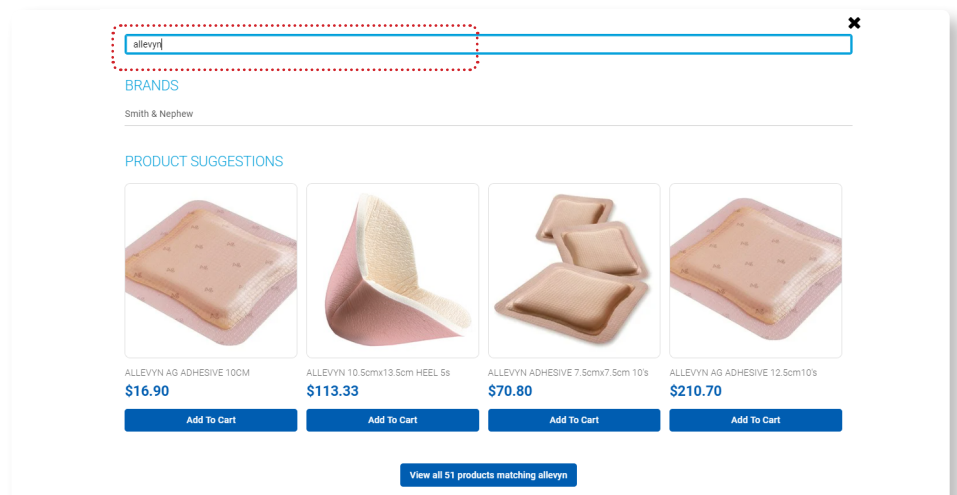 allevyn
BRANDS
Smith & Nephew
PRODUCT SUGGESTIONS
ALLEVYN AG ADHESIVE 10CM
$16.90
Add To Cart
ALLEVYN 10.5cmx13.5cm HEEL 5s
$113.33
Add To Cart
ALLEVYN ADHESIVE 7.5cmx7.5cm 10's
$70.80
Add To Cart
ALLEVYN AG ADHESIVE 12.5cm10's
$210.70
Add To Cart
View all 51 products matching allevyn